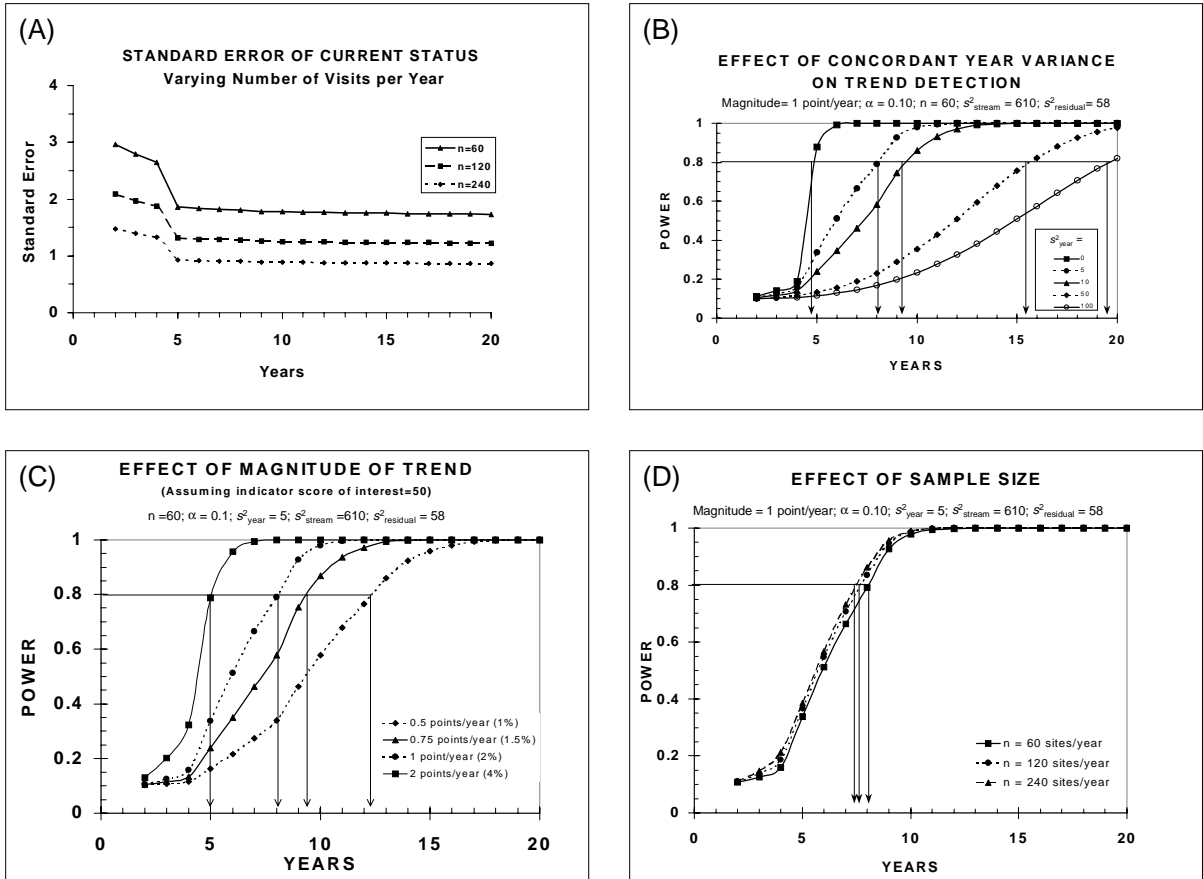 (A)
STANDARD ERROR OF CURRENT STATUS
Varying Number of Visits per Year
4
3
2
1
0
Standard Error
n=60
n=120
n=240
0 5 10 15 20
Years
(B)
EFFECT OF CONCORDANT YEAR VARIANCE
ON TREND DETECTION
Magnitude= 1 point/year; α = 0.10; n = 60; s²stream = 610; s²residual= 58
1
0.8
0.6
0.4
0.2
0
POWER
s²year =
0
5
10
50
100
0 5 10 15 20
YEARS
(C)
EFFECT OF MAGNITUDE OF TREND
(Assuming indicator score of interest=50)
n =60; α = 0.1; s²year = 5; s²stream =610; s²residual = 58
1
0.8
0.6
0.4
0.2
0
POWER
0.5 points/year (1%)
0.75 points/year (1.5%)
1 point/year (2%)
2 points/year (4%)
0 5 10 15 20
YEARS
(D)
EFFECT OF SAMPLE SIZE
Magnitude = 1 point/year; α = 0.10; s²year = 5; s²stream = 610; s²residual = 58
1
0.8
0.6
0.4
0.2
0
POWER
n = 60 sites/year
n = 120 sites/year
n = 240 sites/year
0 5 10 15 20
YEARS